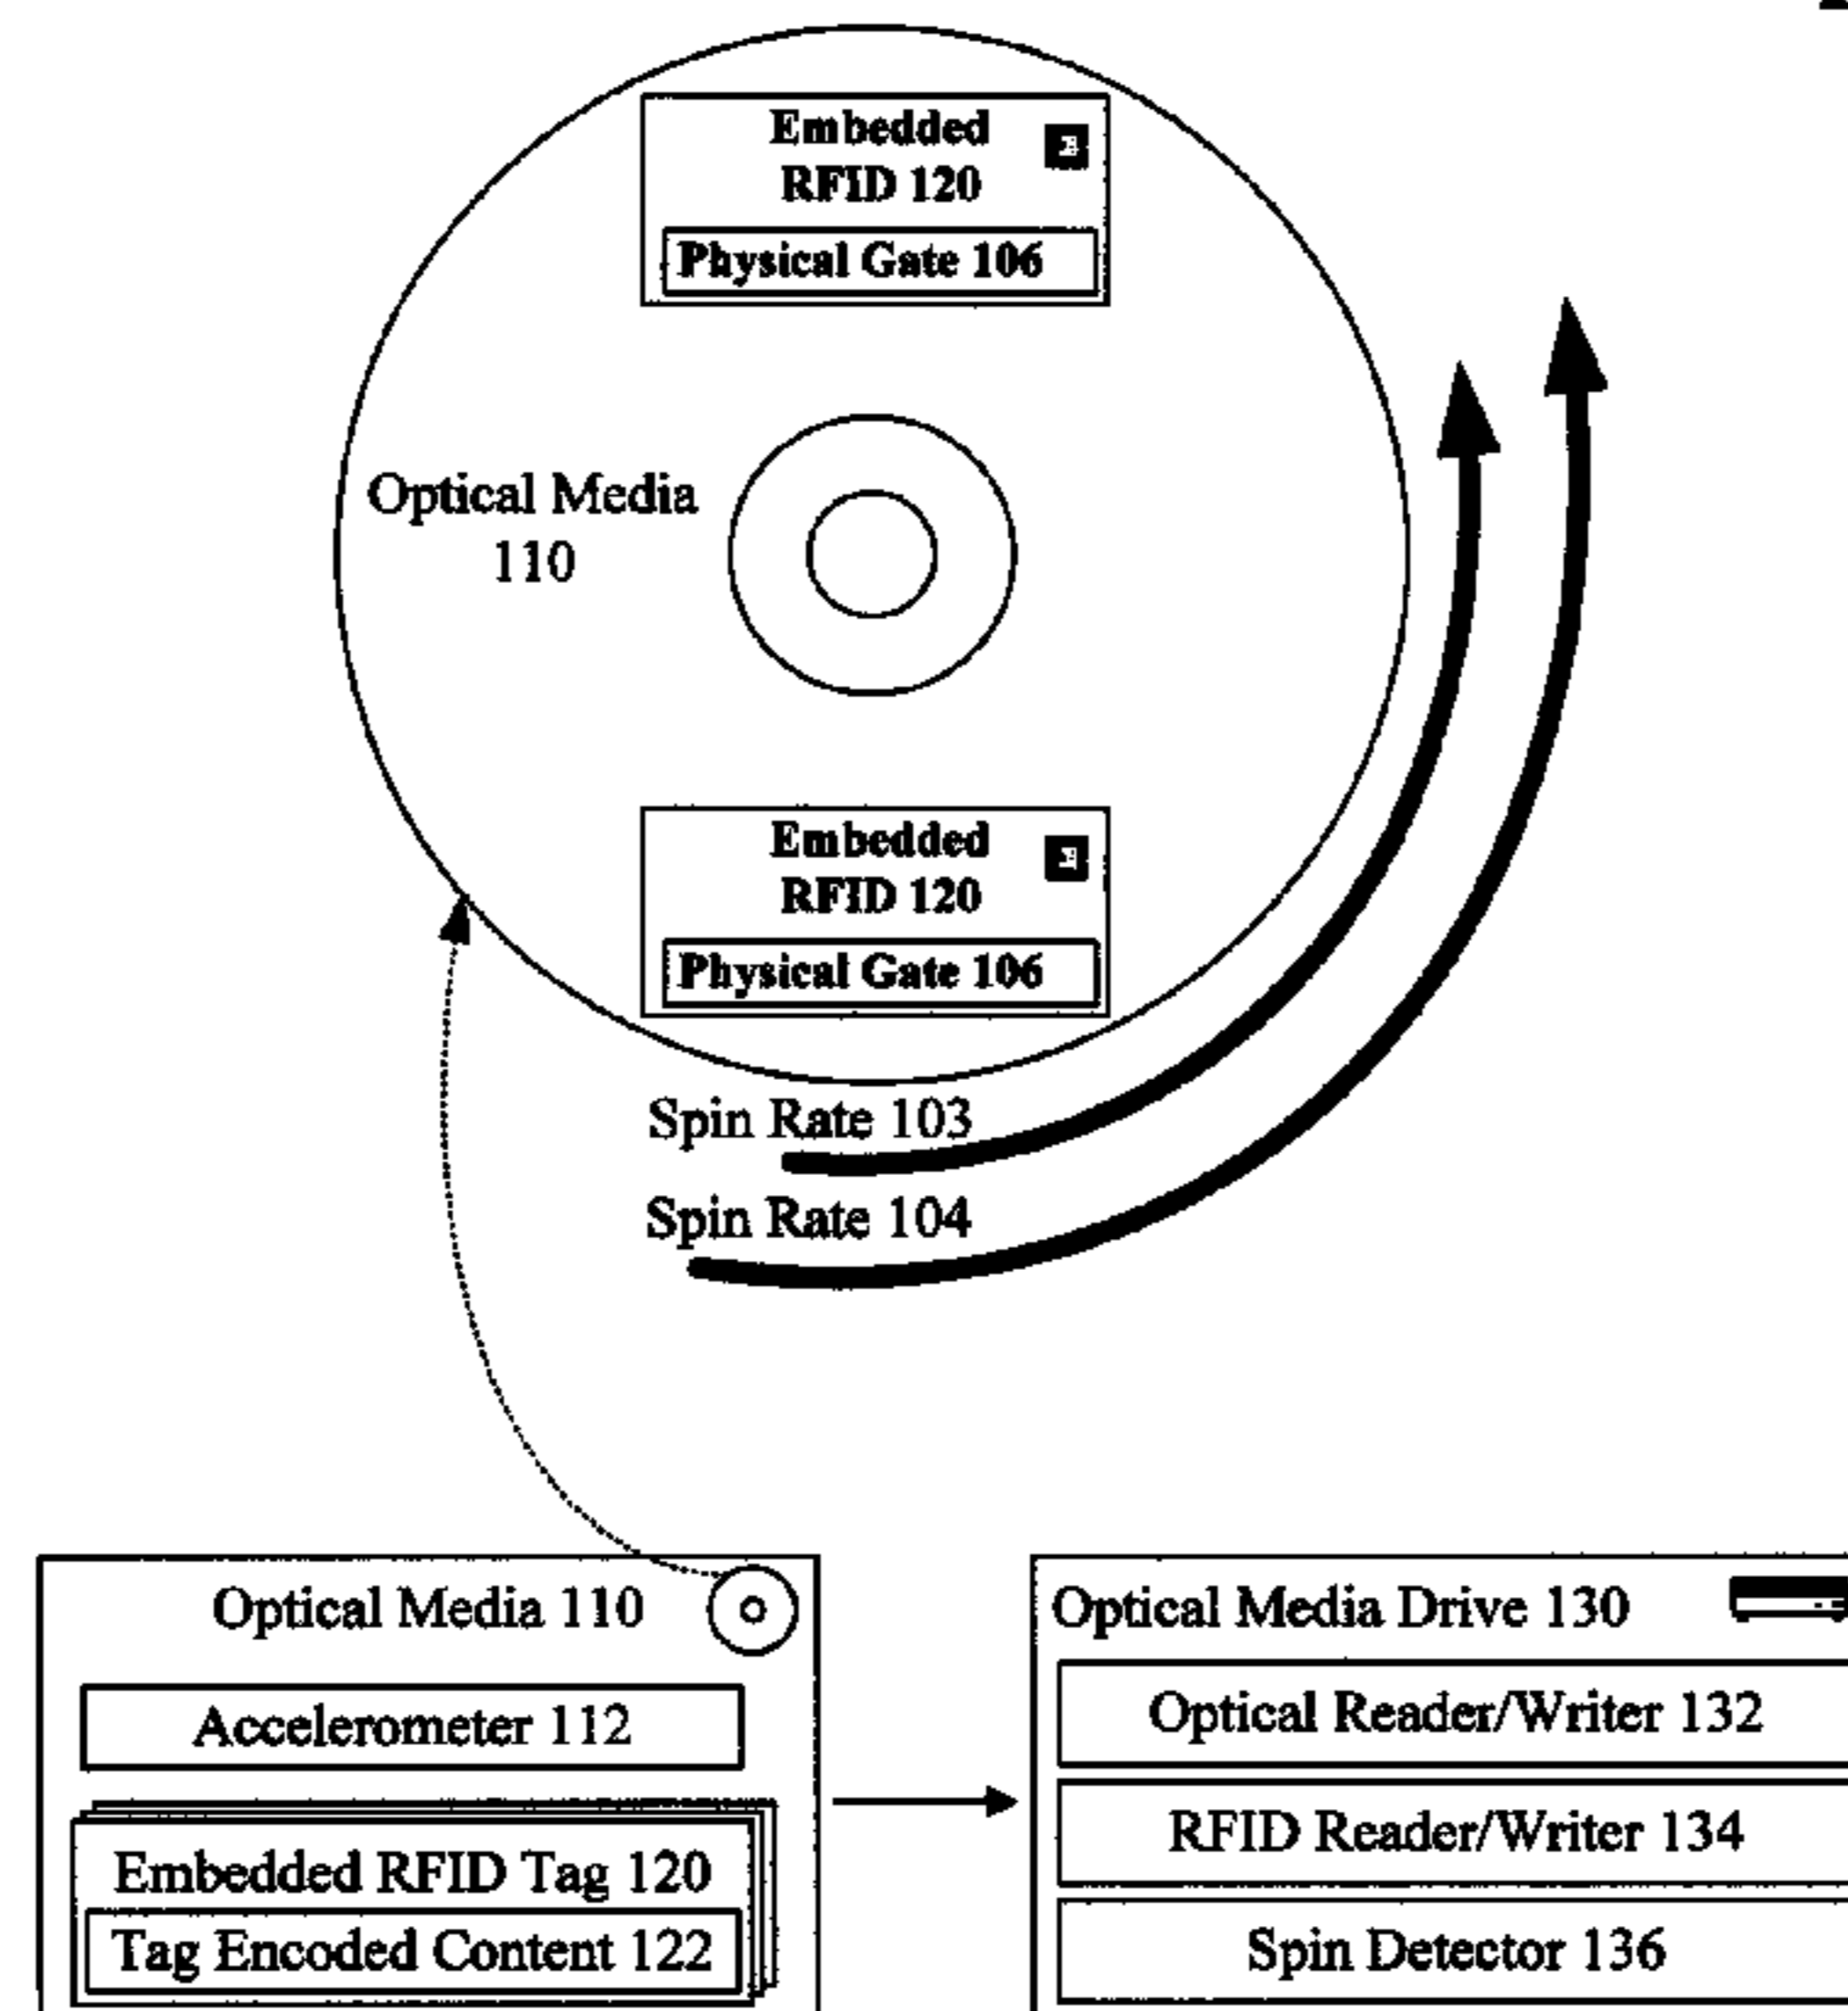 Embedded
RFID 120
Physical Gate 106
Optical Media
110
Embedded
RFID 120
Physical Gate 106
Spin Rate 103
Spin Rate 104
Optical Media 110
Accelerometer 112
Embedded RFID Tag 120
Tag Encoded Content 122
Optical Media Drive 130
Optical Reader/Writer 132
RFID Reader/Writer 134
Spin Detector 136